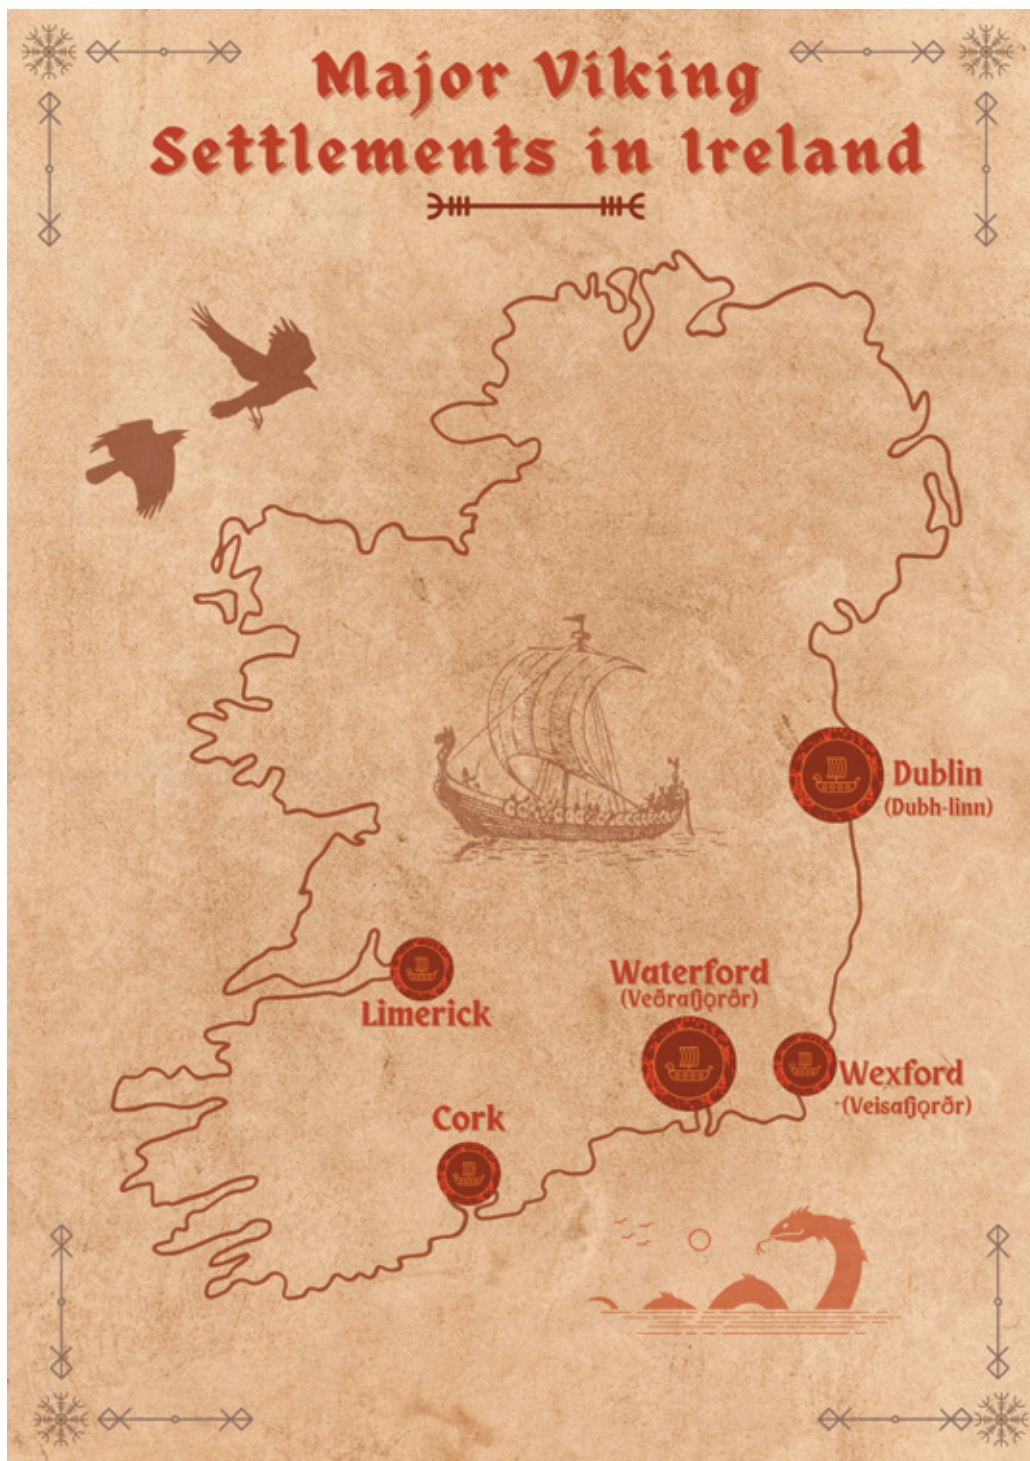 Major Viking
Settlements in Ireland
Dublin
(Dubh-linn)
Waterford
(Veðrafjǫrðr)
Limerick
Wexford
(Veisafjǫrðr)
Cork